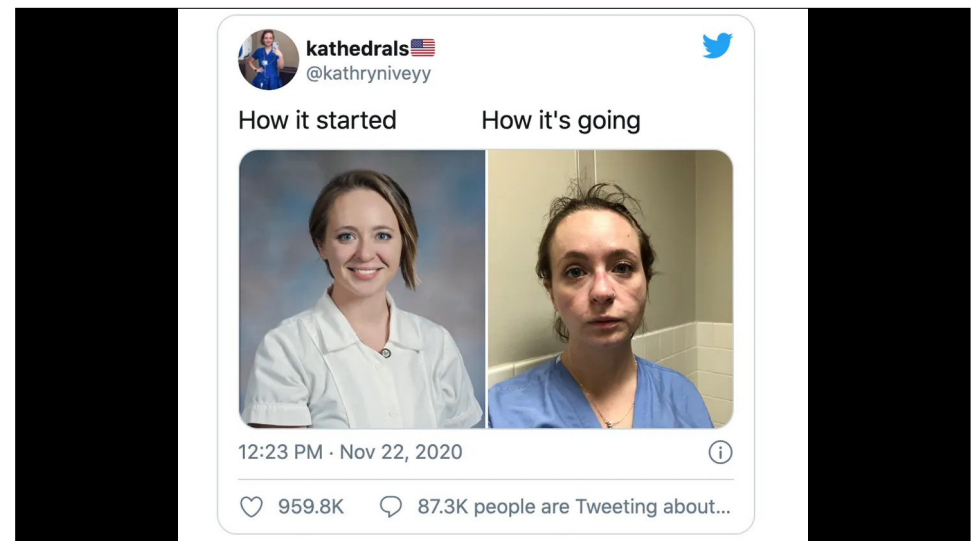 kathedrals🇺🇸
@kathryniveyy
How it started How it's going
12:23 PM · Nov 22, 2020
959.8K 87.3K people are Tweeting about...